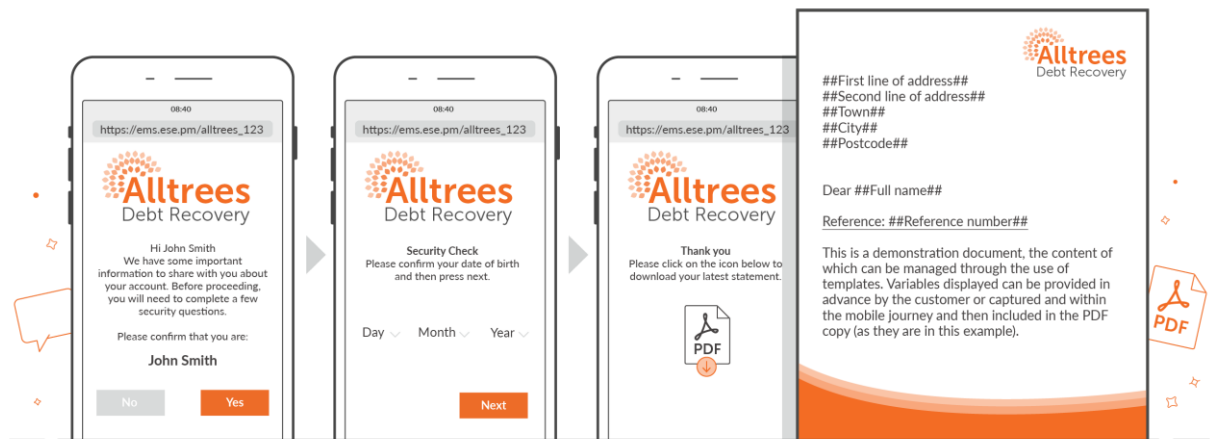 08:40
https://ems.ese.pm/alltrees_123
Alltrees
Debt Recovery
Hi John Smith
We have some important
information to share with you about
your account. Before proceeding,
you will need to complete a few
security questions.
Please confirm that you are:
John Smith
No
Yes
08:40
https://ems.ese.pm/alltrees_123
Alltrees
Debt Recovery
Security Check
Please confirm your date of birth
and then press next.
Day
Month
Year
Next
08:40
https://ems.ese.pm/alltrees_123
Alltrees
Debt Recovery
Thank you
Please click on the icon below to
download your latest statement.
PDF
Alltrees
Debt Recovery
##First line of address##
##Second line of address##
##Town##
##City##
##Postcode##
Dear ##Full name##
Reference: ##Reference number##
This is a demonstration document, the content of
which can be managed through the use of
templates. Variables displayed can be provided in
advance by the customer or captured and within
the mobile journey and then included in the PDF
copy (as they are in this example).
PDF